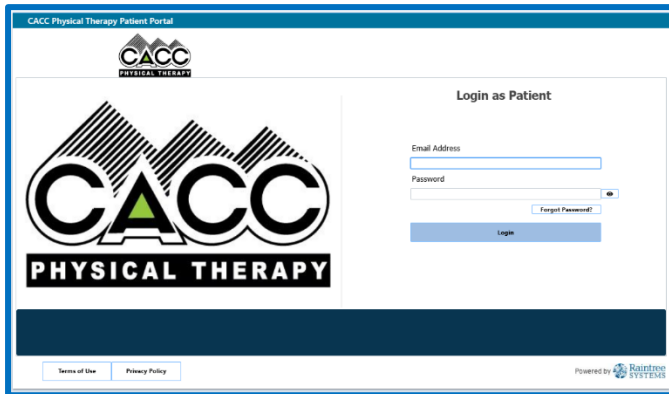 CACC Physical Therapy Patient Portal
CACC
PHYSICAL THERAPY
CACC
PHYSICAL THERAPY
Login as Patient
Email Address
Password
Forgot Password?
Login
Terms of Use
Privacy Policy
Powered by Raintree SYSTEMS